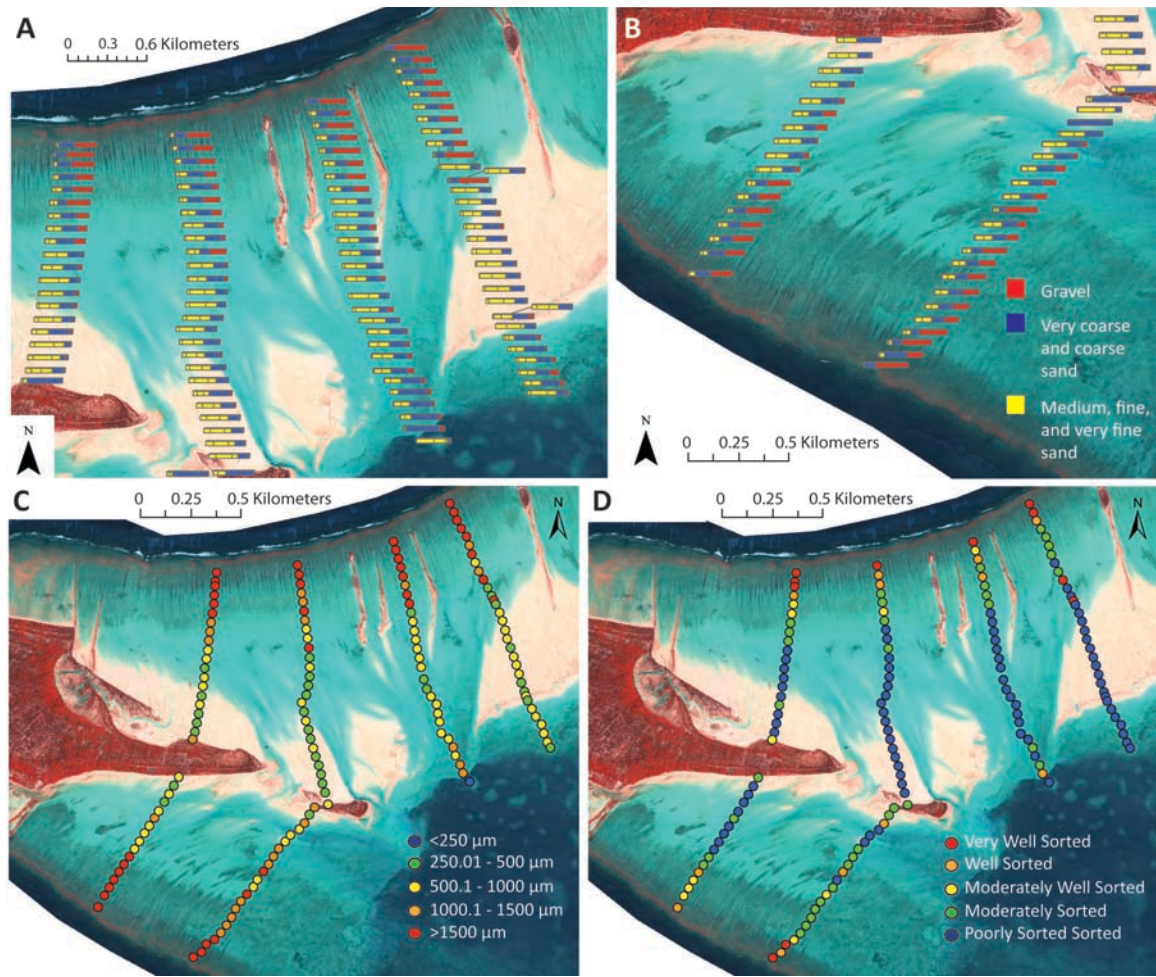 A
0 0.3 0.6 Kilometers
N
B
Gravel
Very coarse
and coarse
sand
Medium, fine,
and very fine
sand
N
0 0.25 0.5 Kilometers
C
0 0.25 0.5 Kilometers
N
<250 µm
250.01 - 500 µm
500.1 - 1000 µm
1000.1 - 1500 µm
>1500 µm
D
0 0.25 0.5 Kilometers
N
Very Well Sorted
Well Sorted
Moderately Well Sorted
Moderately Sorted
Poorly Sorted Sorted